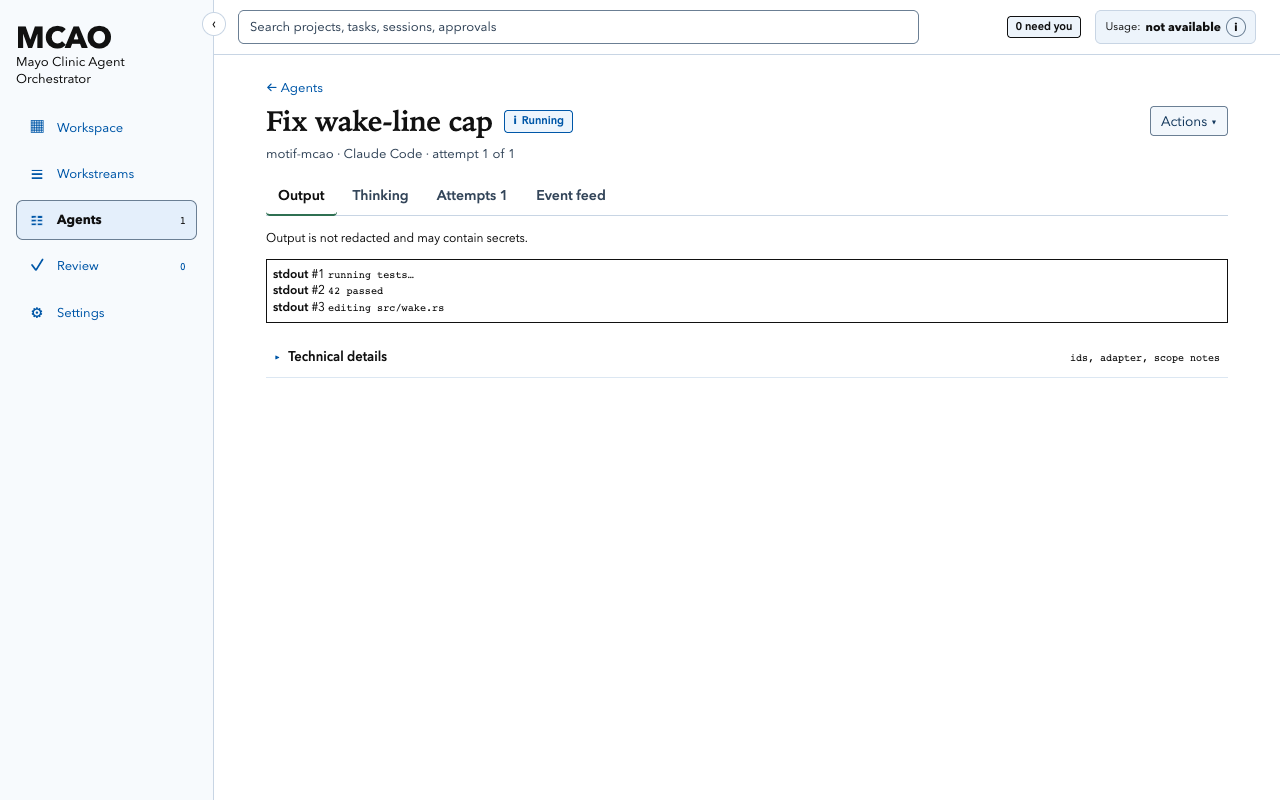 MCAO
Mayo Clinic Agent
Orchestrator
Workspace
Workstreams
Agents 1
Review 0
Settings
‹
Search projects, tasks, sessions, approvals
0 need you
Usage: not available i
← Agents
Fix wake-line cap
i Running
Actions ▾
motif-mcao · Claude Code · attempt 1 of 1
Output Thinking Attempts 1 Event feed
Output is not redacted and may contain secrets.
stdout #1 running tests…
stdout #2 42 passed
stdout #3 editing src/wake.rs
▸ Technical details ids, adapter, scope notes